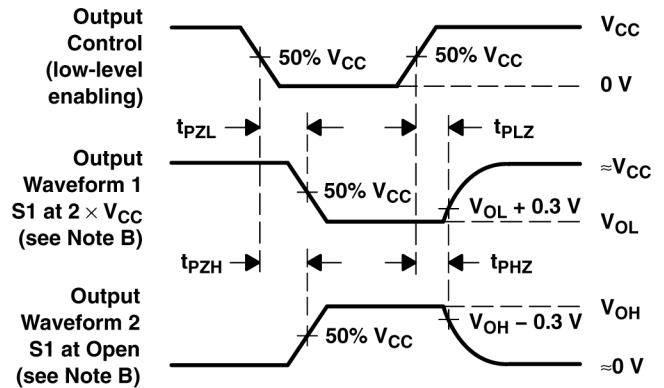 Output
Control
(low-level
enabling)
50% VCC
50% VCC
VCC
0 V
tPZL
tPLZ
Output
Waveform 1
S1 at 2 × VCC
(see Note B)
50% VCC
VOL + 0.3 V
≈VCC
VOL
tPZH
tPHZ
Output
Waveform 2
S1 at Open
(see Note B)
50% VCC
VOH − 0.3 V
VOH
≈0 V